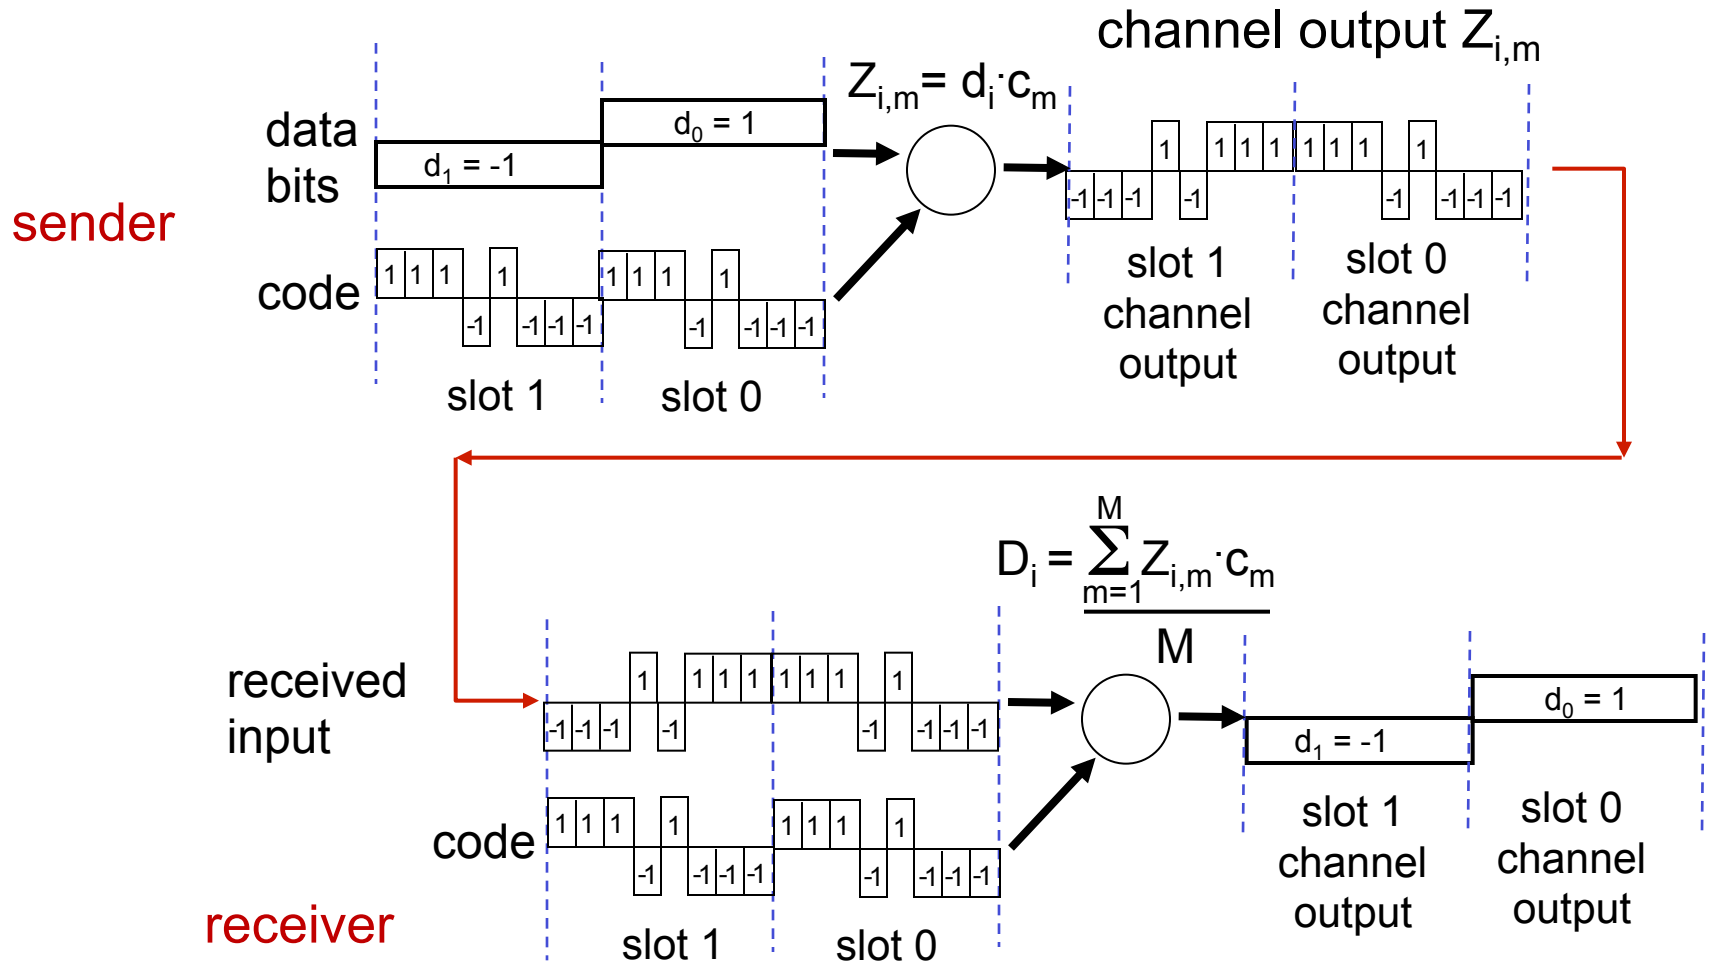 channel output Z_{i,m}
Z_{i,m} = d_i·c_m
data bits
d_1 = -1
d_0 = 1
sender
code
1 1 1 -1 1 -1 -1 -1
1 1 1 -1 1 -1 -1 -1
slot 1
slot 0
-1 -1 -1 1 -1 1 1 1
1 1 1 -1 1 -1 -1 -1
slot 1
channel
output
slot 0
channel
output
D_i = Σ_{m=1}^{M} Z_{i,m}·c_m
M
received
input
-1 -1 -1 1 -1 1 1 1
1 1 1 -1 1 -1 -1 -1
code
1 1 1 -1 1 -1 -1 -1
1 1 1 -1 1 -1 -1 -1
slot 1
slot 0
receiver
d_1 = -1
d_0 = 1
slot 1
channel
output
slot 0
channel
output